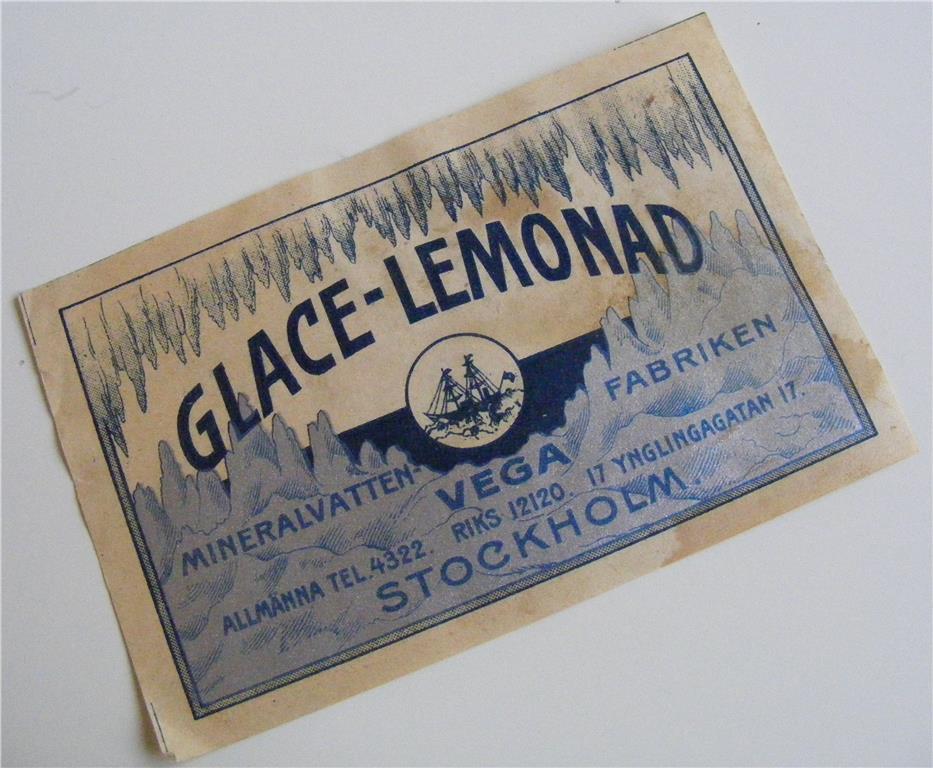 GLACE-LEMONAD
MINERALVATTEN- VEGA FABRIKEN
ALLMÄNNA TEL. 4322. RIKS 12120. 17 YNGLINGAGATAN 17.
STOCKHOLM.